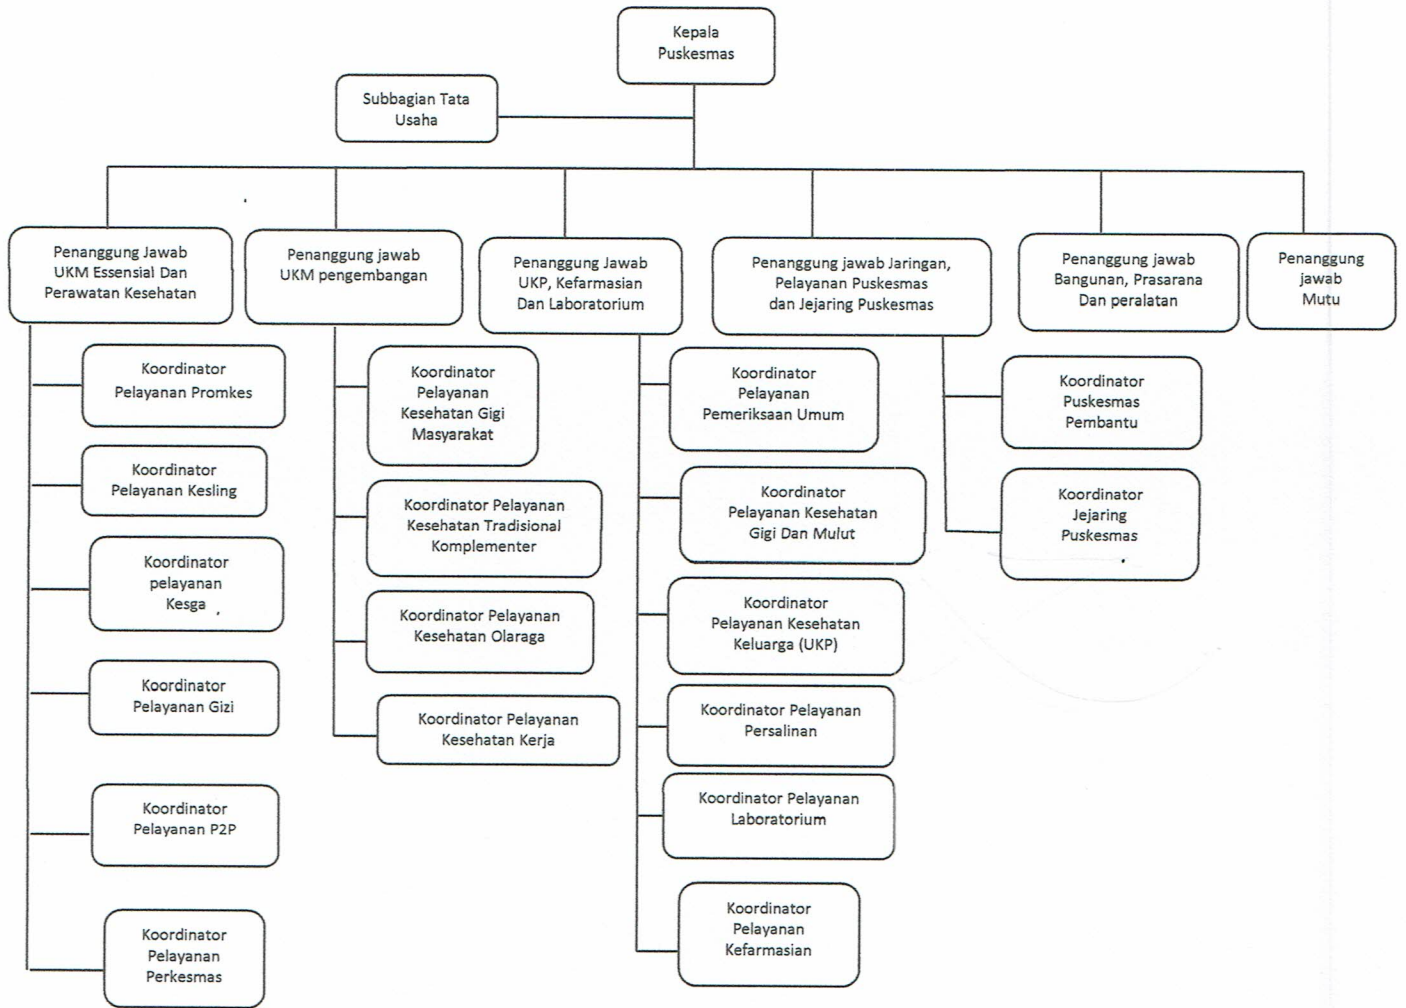 Kepala
Puskesmas
Subbagian Tata
Usaha
Penanggung Jawab
UKM Essensial Dan
Perawatan Kesehatan
Penanggung jawab
UKM pengembangan
Penanggung Jawab
UKP, Kefarmasian
Dan Laboratorium
Penanggung jawab Jaringan,
Pelayanan Puskesmas
dan Jejaring Puskesmas
Penanggung jawab
Bangunan, Prasarana
Dan peralatan
Penanggung
jawab
Mutu
Koordinator
Pelayanan Promkes
Koordinator
Pelayanan Kesling
Koordinator
pelayanan
Kesga
Koordinator
Pelayanan Gizi
Koordinator
Pelayanan P2P
Koordinator
Pelayanan
Perkesmas
Koordinator
Pelayanan
Kesehatan Gigi
Masyarakat
Koordinator Pelayanan
Kesehatan Tradisional
Komplementer
Koordinator Pelayanan
Kesehatan Olaraga
Koordinator Pelayanan
Kesehatan Kerja
Koordinator
Pelayanan
Pemeriksaan Umum
Koordinator
Pelayanan Kesehatan
Gigi Dan Mulut
Koordinator
Pelayanan Kesehatan
Keluarga (UKP)
Koordinator Pelayanan
Persalinan
Koordinator Pelayanan
Laboratorium
Koordinator
Pelayanan
Kefarmasian
Koordinator
Puskesmas
Pembantu
Koordinator
Jejaring
Puskesmas